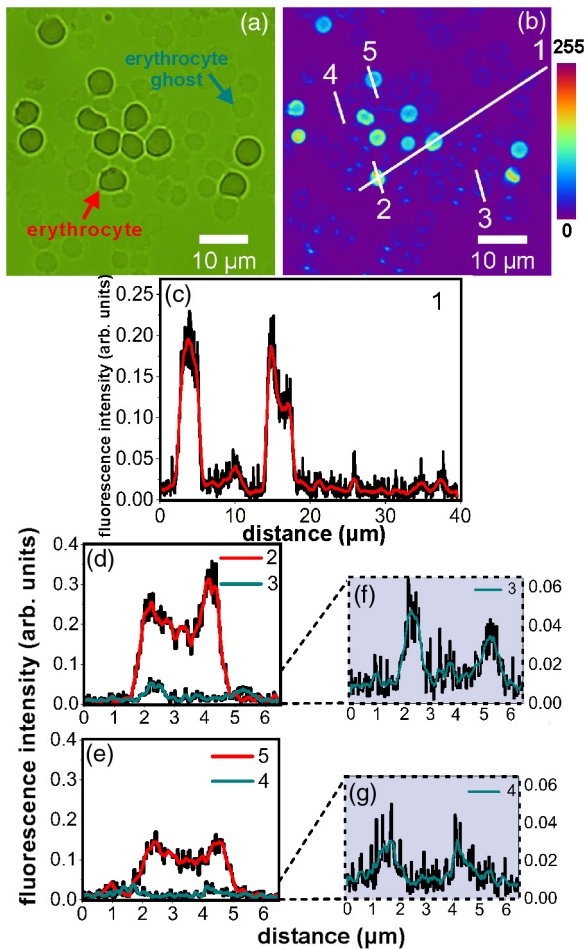 (a)
erythrocyte
ghost
erythrocyte
10 µm
(b)
1
5
4
2
3
10 µm
255
0
(c)
1
fluorescence intensity (arb. units)
0.25
0.20
0.15
0.10
0.05
0.00
0 10 20 30 40
distance (µm)
fluorescence intensity (arb. units)
(d)
2
3
0.4
0.3
0.2
0.1
0.0
0 1 2 3 4 5 6
(f)
3
0.06
0.04
0.02
0.00
0 1 2 3 4 5 6
(e)
5
4
0.4
0.3
0.2
0.1
0.0
0 1 2 3 4 5 6
(g)
4
0.06
0.04
0.02
0.00
0 1 2 3 4 5 6
distance (µm)